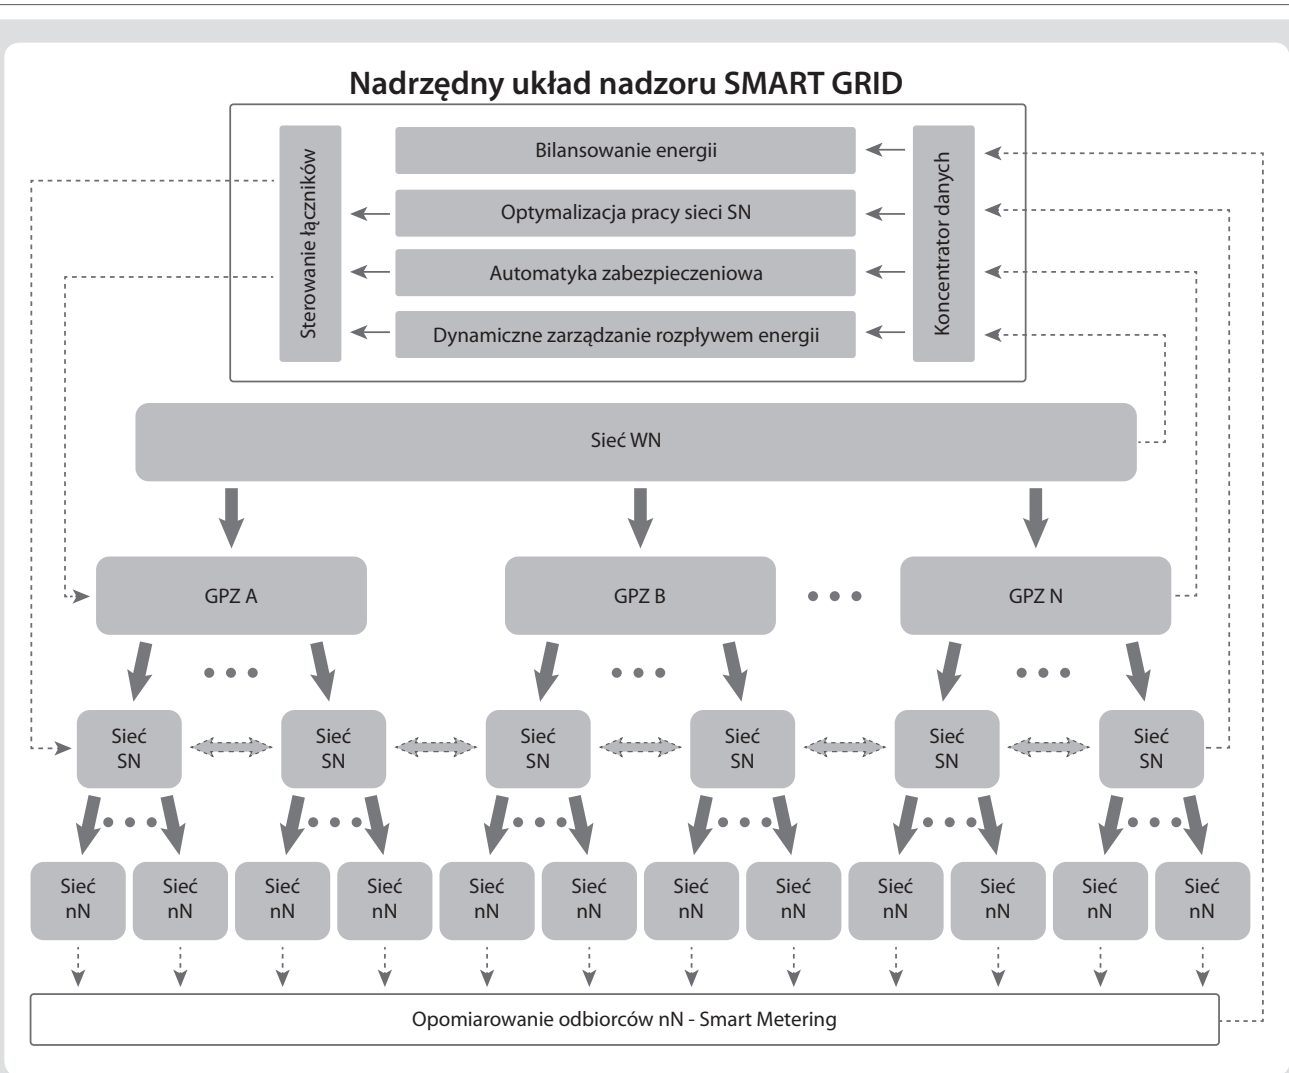 Nadrzędny układ nadzoru SMART GRID
Sterowanie łączników
Bilansowanie energii
Optymalizacja pracy sieci SN
Automatyka zabezpieczeniowa
Dynamiczne zarządzanie rozpływem energii
Koncentrator danych
Sieć WN
GPZ A
GPZ B
GPZ N
Sieć
SN
Sieć
SN
Sieć
SN
Sieć
SN
Sieć
SN
Sieć
SN
Sieć
nN
Sieć
nN
Sieć
nN
Sieć
nN
Sieć
nN
Sieć
nN
Sieć
nN
Sieć
nN
Sieć
nN
Sieć
nN
Sieć
nN
Sieć
nN
Opomiarowanie odbiorców nN - Smart Metering